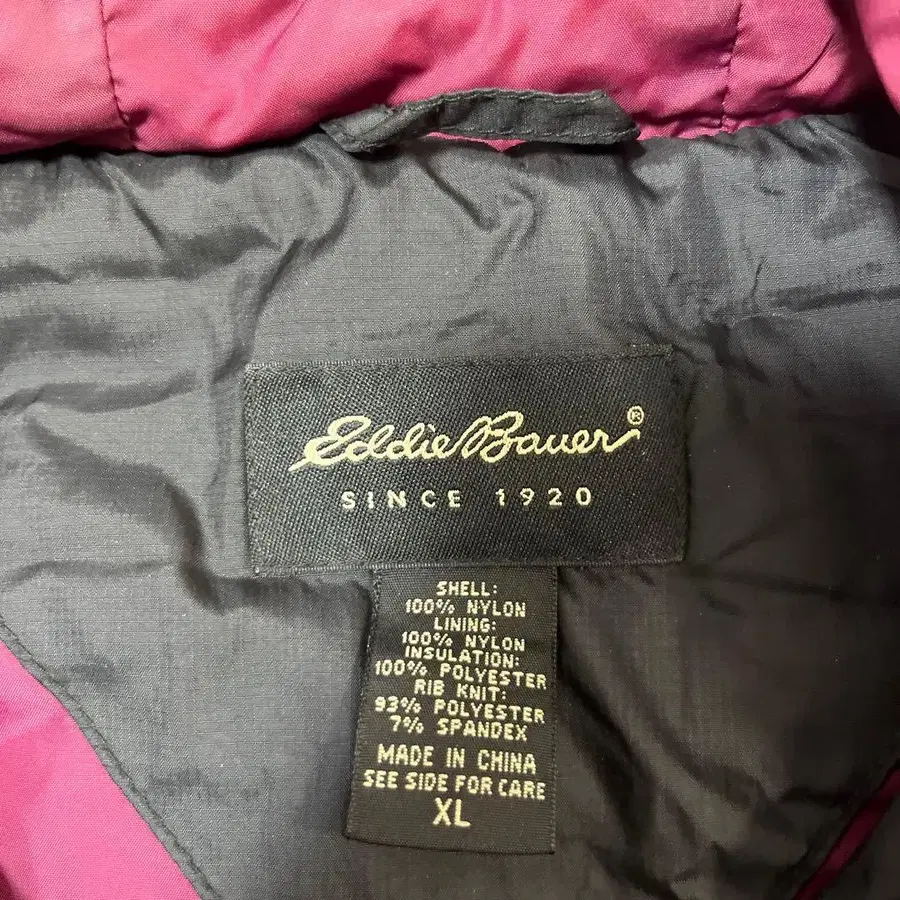 Eddie Bauer®
SINCE 1920
SHELL:
100% NYLON
LINING:
100% NYLON
INSULATION:
100% POLYESTER
RIB KNIT:
93% POLYESTER
7% SPANDEX
MADE IN CHINA
SEE SIDE FOR CARE
XL